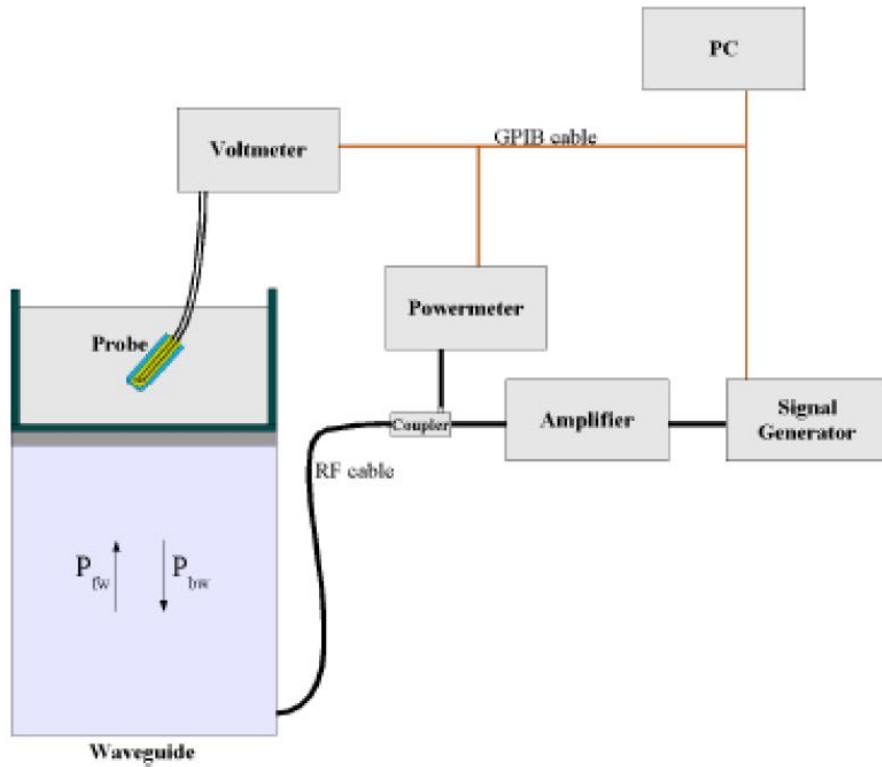 PC
Voltmeter
GPIB cable
Powermeter
Probe
Coupler
Amplifier
Signal
Generator
RF cable
P fw
P bw
Waveguide